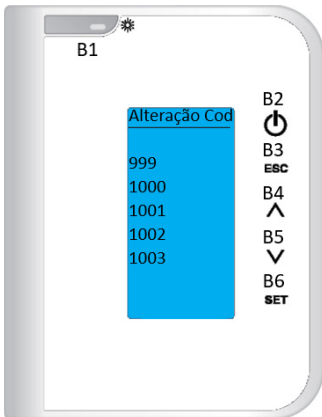 B1
Alteração Cod
999
1000
1001
1002
1003
B2
B3
ESC
B4
B5
B6
SET